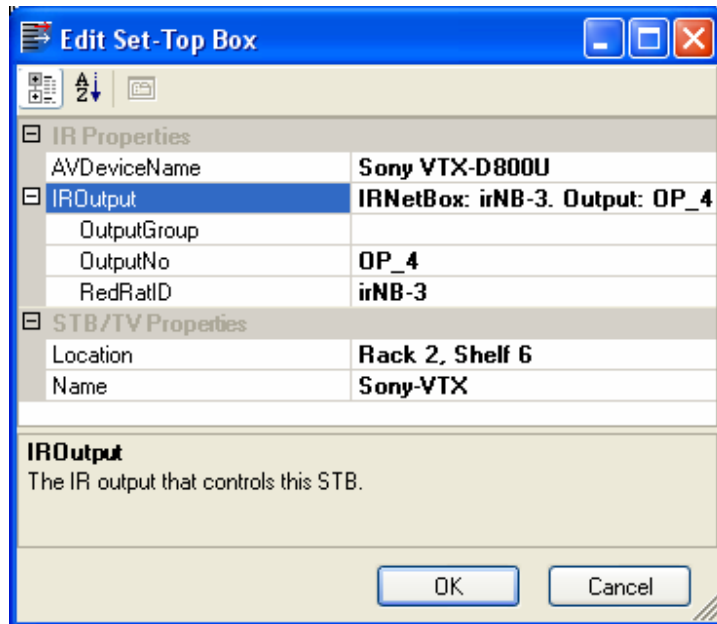 Edit Set-Top Box
A Z
IR Properties
AVDeviceName Sony VTX-D800U
IROutput IRNetBox: irNB-3. Output: OP_4
OutputGroup
OutputNo OP_4
RedRatID irNB-3
STB/TV Properties
Location Rack 2, Shelf 6
Name Sony-VTX
IROutput
The IR output that controls this STB.
OK Cancel